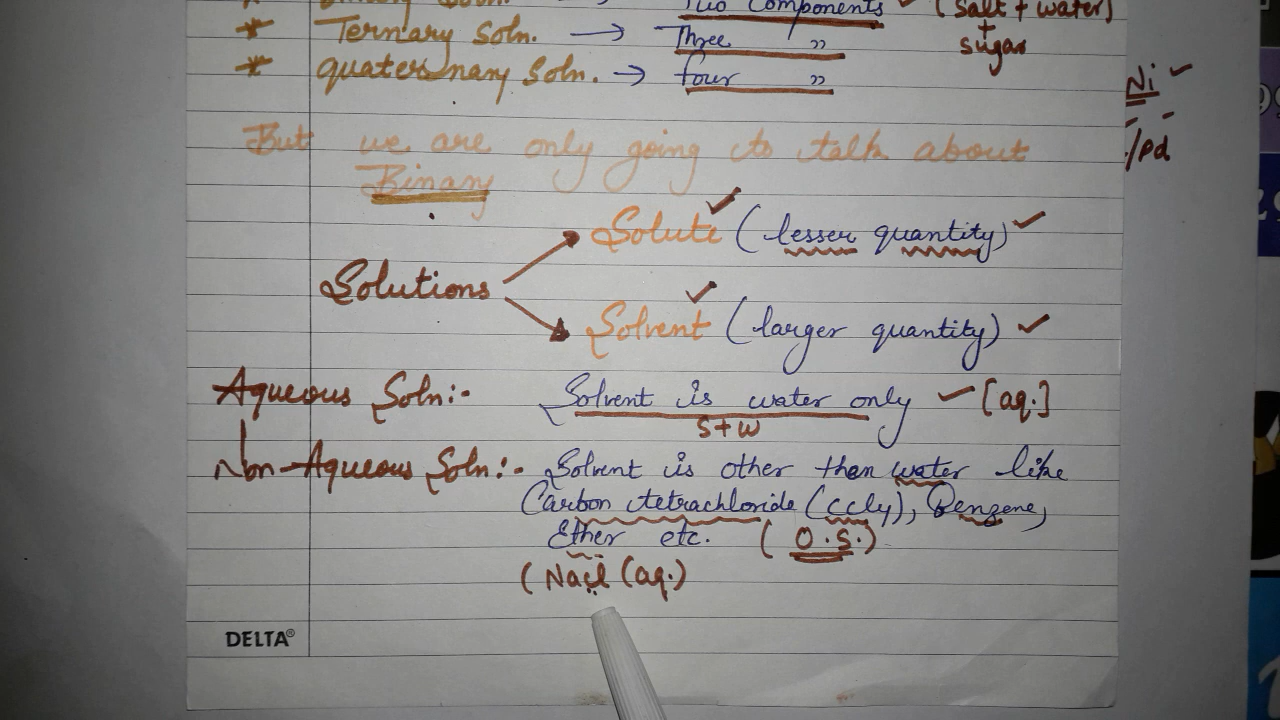 Two Components ✓ (Salt + water)
* Ternary Soln. → Three ,, + sugar
* quaternary Soln. → four ,,
Ni ✓
/Pd
But we are only going to talk about
Binary
Solute ✓ (lesser quantity) ✓
Solutions
Solvent ✓ (larger quantity) ✓
Aqueous Soln:- Solvent is water only ✓ [aq.]
S+W
Non-Aqueous Soln:- Solvent is other than water like
Carbon tetrachloride (CCl4), Benzene,
Ether etc. (O.S.)
(NaCl (aq.)
DELTA®